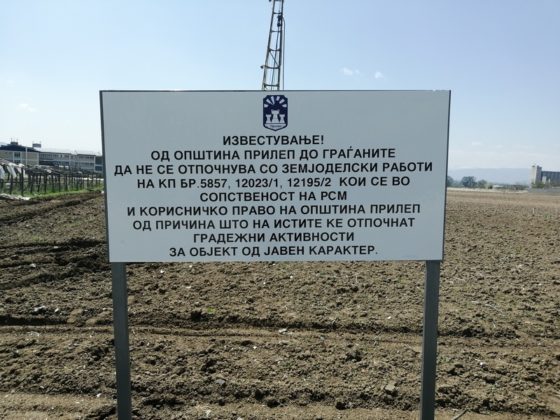 ИЗВЕСТУВАЊЕ!
ОД ОПШТИНА ПРИЛЕП ДО ГРАЃАНИТЕ
ДА НЕ СЕ ОТПОЧНУВА СО ЗЕМЈОДЕЛСКИ РАБОТИ
НА КП БР.5857, 12023/1, 12195/2 КОИ СЕ ВО
СОПСТВЕНОСТ НА РСМ
И КОРИСНИЧКО ПРАВО НА ОПШТИНА ПРИЛЕП
ОД ПРИЧИНА ШТО НА ИСТИТЕ ЌЕ ОТПОЧНАТ
ГРАДЕЖНИ АКТИВНОСТИ
ЗА ОБЈЕКТ ОД ЈАВЕН КАРАКТЕР.